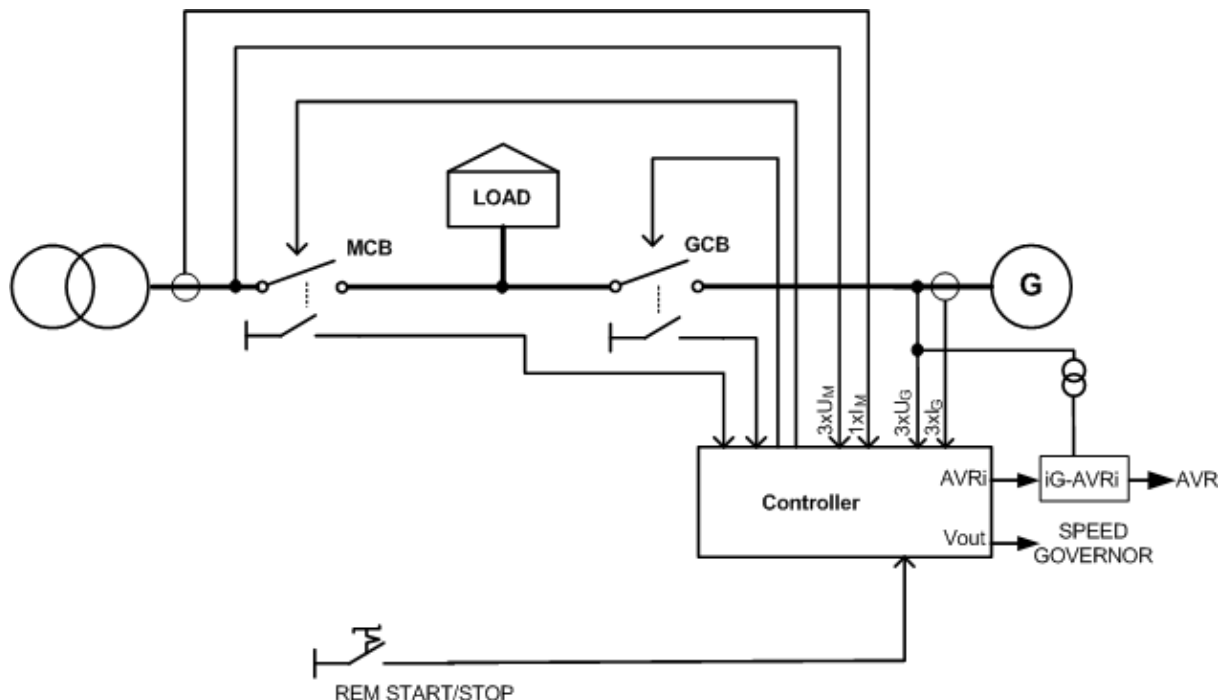 LOAD
MCB
GCB
G
3xUM
1xIM
3xUG
3xIG
AVRi
iG-AVRi
AVR
Controller
Vout
SPEED
GOVERNOR
REM START/STOP